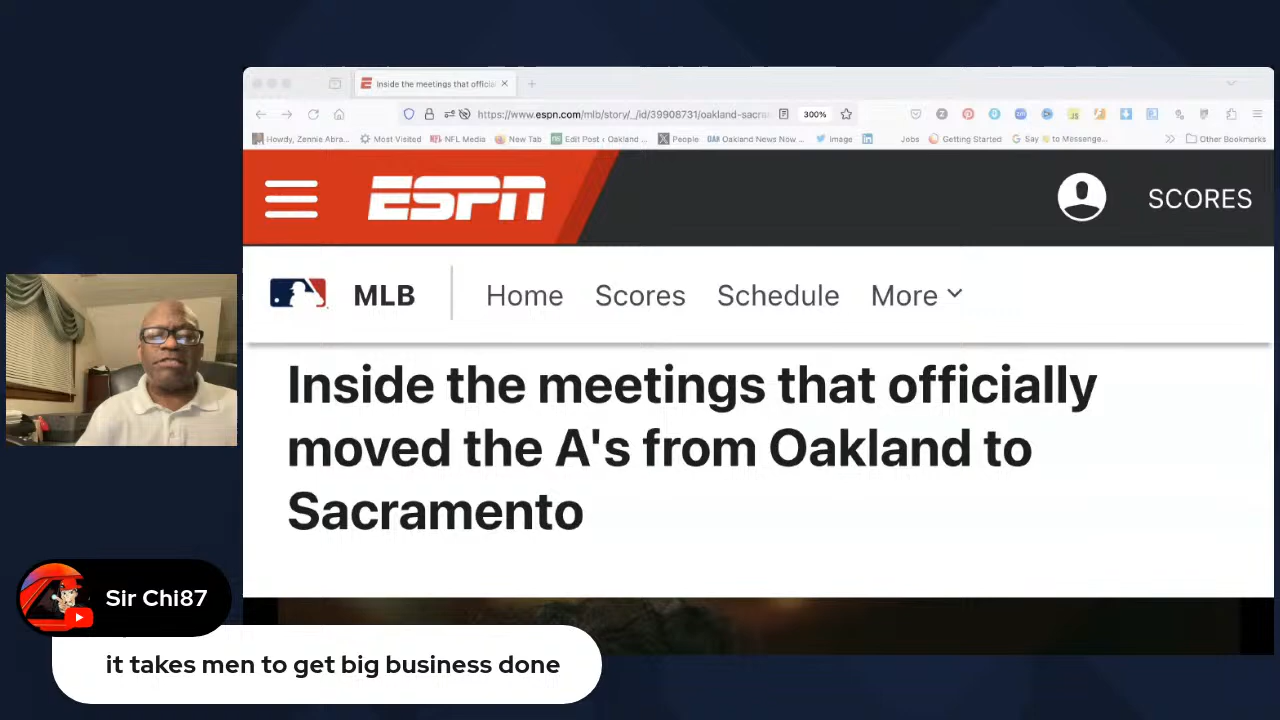 Inside the meetings that officia
https://www.espn.com/mlb/story/_/id/39908731/oakland-sacra
300%
Howdy, Zennie Abra...
Most Visited
NFL Media
New Tab
Edit Post ‹ Oakland ...
People
Oakland News Now ...
Image
Jobs
Getting Started
Say 👋 to Messenge...
Other Bookmarks
ESPN
SCORES
MLB
Home
Scores
Schedule
More
Inside the meetings that officially
moved the A's from Oakland to
Sacramento
Sir Chi87
it takes men to get big business done